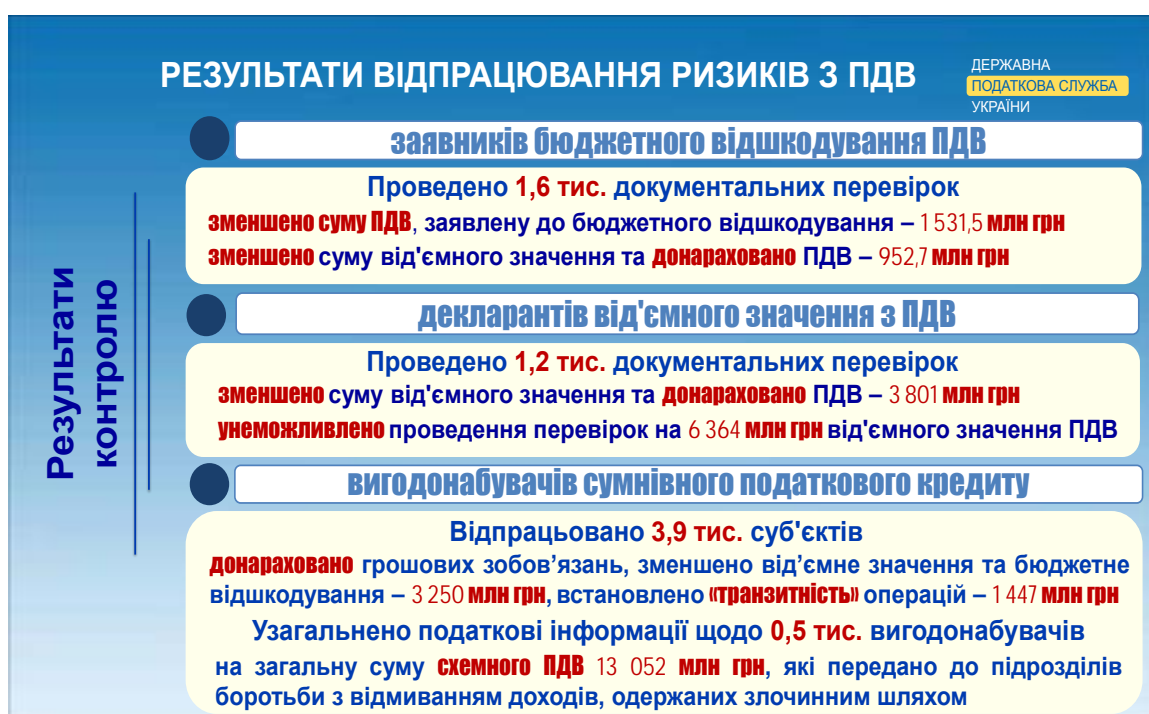 РЕЗУЛЬТАТИ ВІДПРАЦЮВАННЯ РИЗИКІВ З ПДВ
ДЕРЖАВНА
ПОДАТКОВА СЛУЖБА
УКРАЇНИ
Результати
контролю
заявників бюджетного відшкодування ПДВ
Проведено 1,6 тис. документальних перевірок
зменшено суму ПДВ, заявлену до бюджетного відшкодування – 1 531,5 млн грн
зменшено суму від'ємного значення та донараховано ПДВ – 952,7 млн грн
декларантів від'ємного значення з ПДВ
Проведено 1,2 тис. документальних перевірок
зменшено суму від'ємного значення та донараховано ПДВ – 3 801 млн грн
унеможливлено проведення перевірок на 6 364 млн грн від'ємного значення ПДВ
вигодонабувачів сумнівного податкового кредиту
Відпрацьовано 3,9 тис. суб'єктів
донараховано грошових зобов’язань, зменшено від’ємне значення та бюджетне
відшкодування – 3 250 млн грн, встановлено «транзитність» операцій – 1 447 млн грн
Узагальнено податкові інформації щодо 0,5 тис. вигодонабувачів
на загальну суму схемного ПДВ 13 052 млн грн, які передано до підрозділів
боротьби з відмиванням доходів, одержаних злочинним шляхом